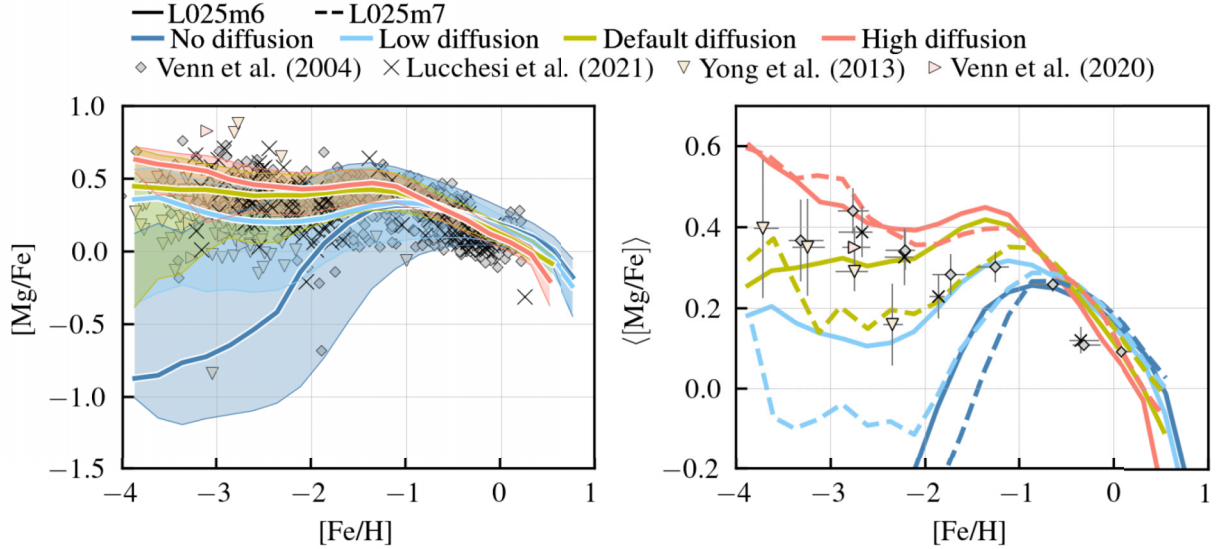 L025m6 L025m7
No diffusion Low diffusion Default diffusion High diffusion
Venn et al. (2004) Lucchesi et al. (2021) Yong et al. (2013) Venn et al. (2020)
[Mg/Fe]
1.0
0.5
0.0
−0.5
−1.0
−1.5
−4 −3 −2 −1 0 1
[Fe/H]
⟨[Mg/Fe]⟩
0.6
0.4
0.2
0.0
−0.2
−4 −3 −2 −1 0 1
[Fe/H]